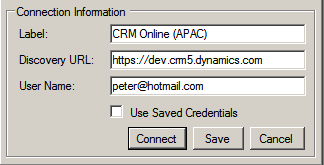 Connection Information
Label: CRM Online (APAC)
Discovery URL: https://dev.crm5.dynamics.com
User Name: peter@hotmail.com
Use Saved Credentials
Connect Save Cancel